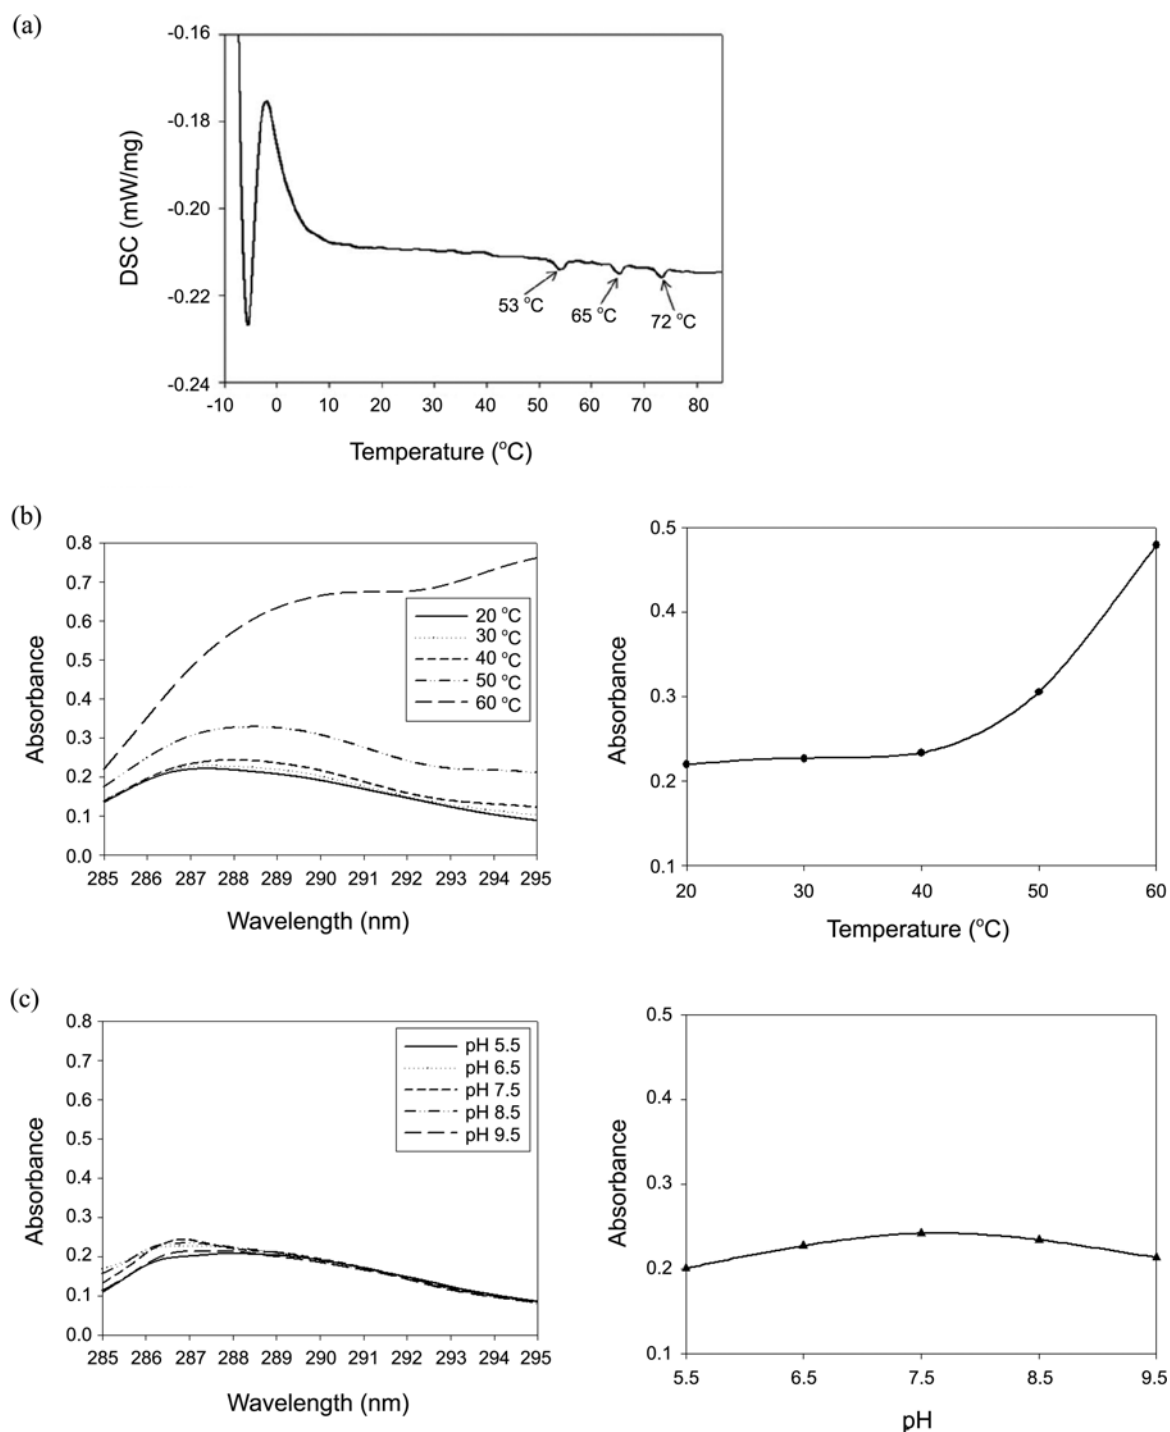 (a)
-0.16
-0.18
-0.20
-0.22
-0.24
DSC (mW/mg)
53 °C
65 °C
72 °C
-10 0 10 20 30 40 50 60 70 80
Temperature (°C)
(b)
0.8
0.7
0.6
0.5
0.4
0.3
0.2
0.1
0.0
Absorbance
20 °C
30 °C
40 °C
50 °C
60 °C
285 286 287 288 289 290 291 292 293 294 295
Wavelength (nm)
0.5
0.4
0.3
0.2
0.1
Absorbance
20 30 40 50 60
Temperature (°C)
(c)
0.8
0.7
0.6
0.5
0.4
0.3
0.2
0.1
0.0
Absorbance
pH 5.5
pH 6.5
pH 7.5
pH 8.5
pH 9.5
285 286 287 288 289 290 291 292 293 294 295
Wavelength (nm)
0.5
0.4
0.3
0.2
0.1
Absorbance
5.5 6.5 7.5 8.5 9.5
pH